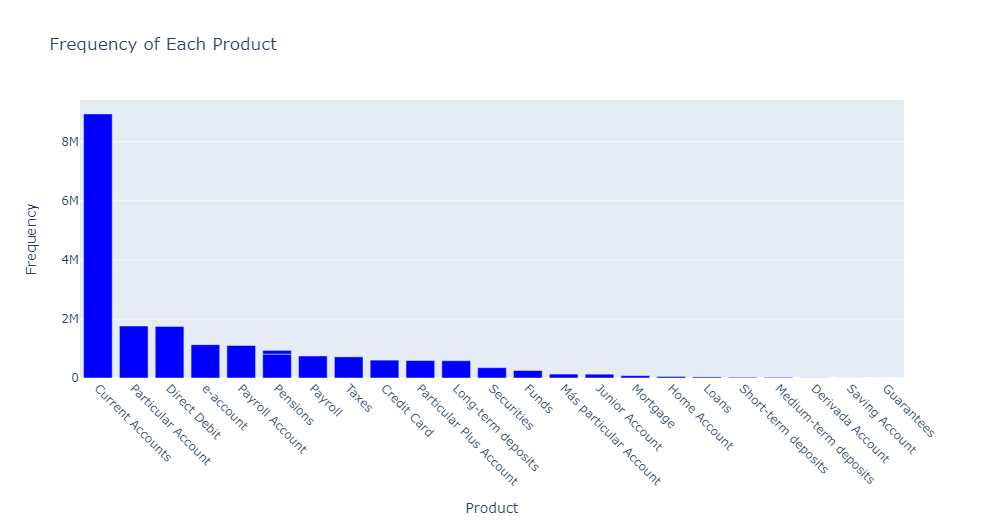 Frequency of Each Product
Frequency
8M
6M
4M
2M
0
Current Accounts
Particular Account
Direct Debit
e-account
Payroll Account
Pensions
Payroll
Taxes
Credit Card
Particular Plus Account
Long-term deposits
Securities
Funds
Más particular Account
Junior Account
Mortgage
Home Account
Loans
Short-term deposits
Medium-term deposits
Derivada Account
Saving Account
Guarantees
Product